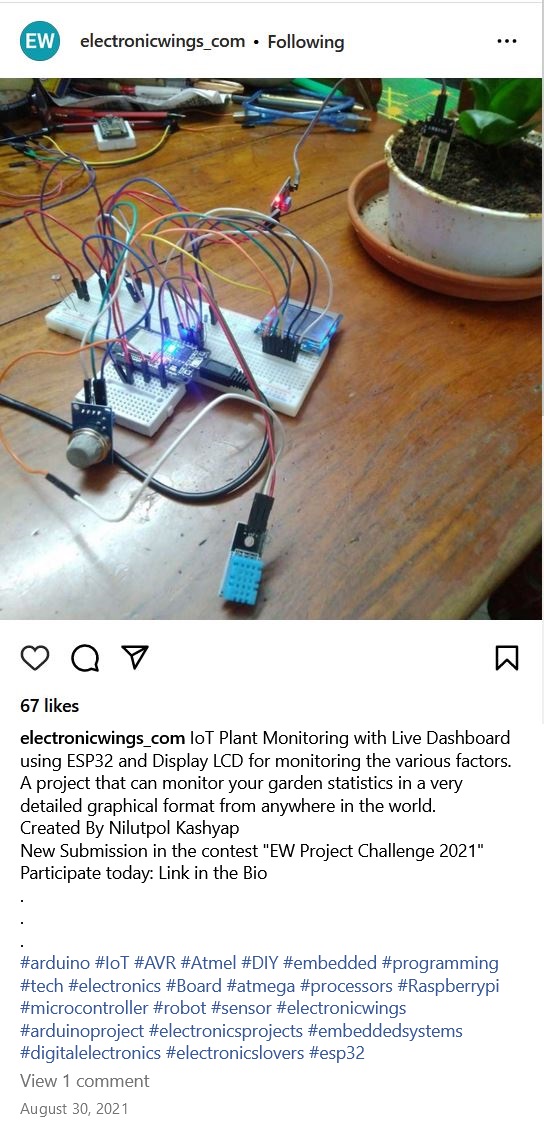 EW electronicwings_com • Following
67 likes
electronicwings_com IoT Plant Monitoring with Live Dashboard
using ESP32 and Display LCD for monitoring the various factors.
A project that can monitor your garden statistics in a very
detailed graphical format from anywhere in the world.
Created By Nilutpol Kashyap
New Submission in the contest "EW Project Challenge 2021"
Participate today: Link in the Bio
.
.
.
#arduino #IoT #AVR #Atmel #DIY #embedded #programming
#tech #electronics #Board #atmega #processors #Raspberrypi
#microcontroller #robot #sensor #electronicwings
#arduinoproject #electronicsprojects #embeddedsystems
#digitalelectronics #electronicslovers #esp32
View 1 comment
August 30, 2021